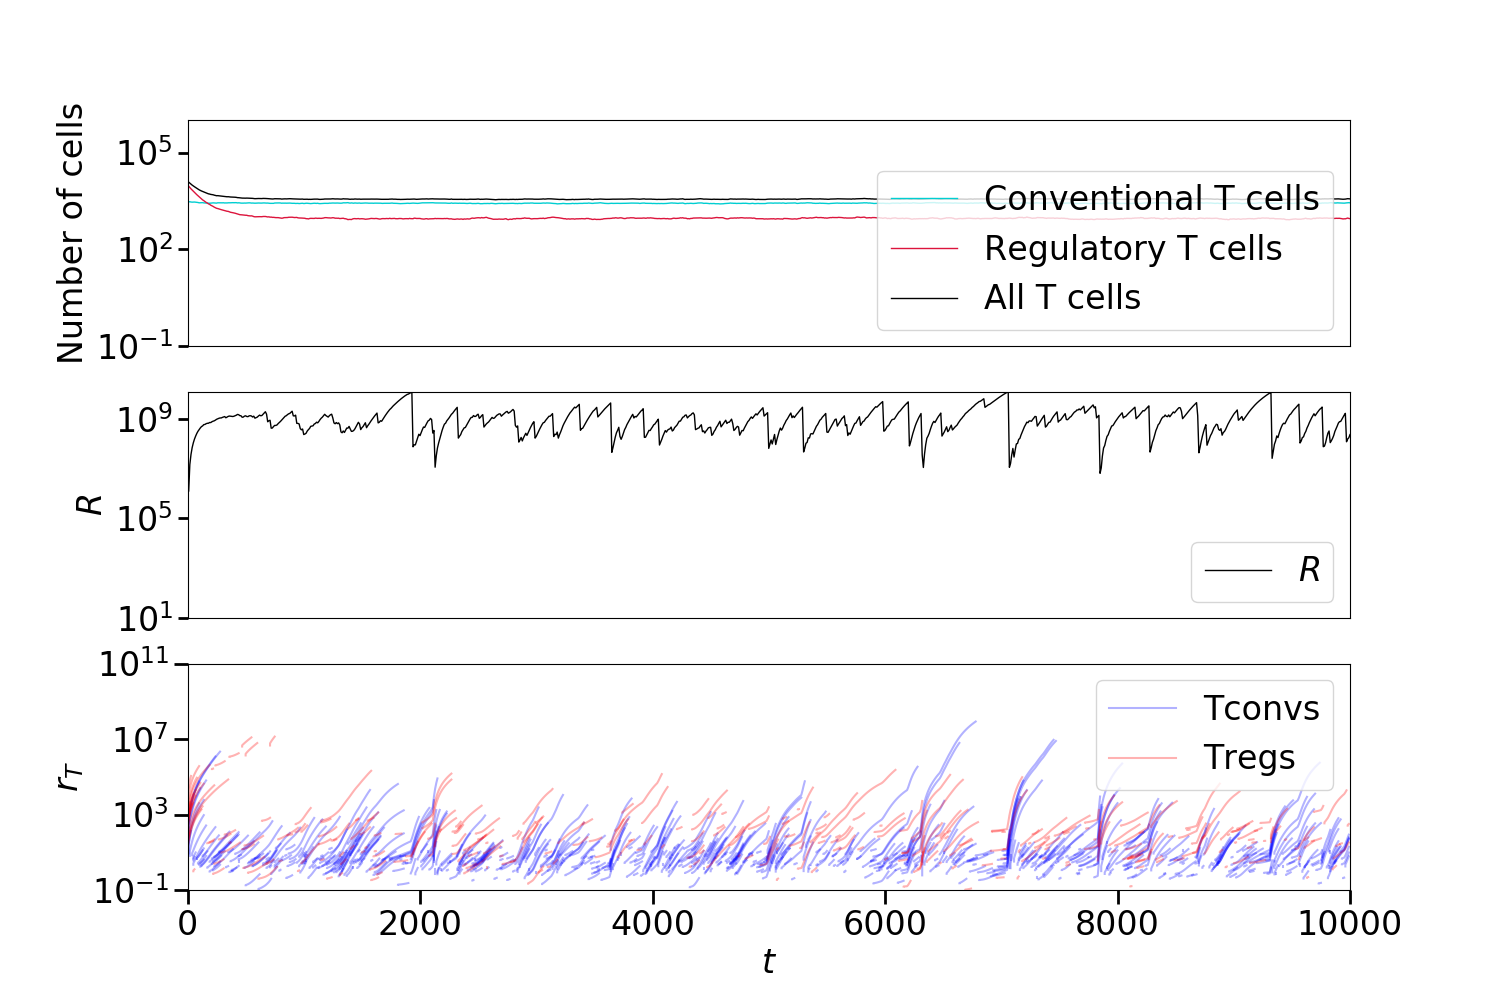 Number of cells
10^5
10^2
10^−1
Conventional T cells
Regulatory T cells
All T cells
R
10^9
10^5
10^1
R
r_T
10^11
10^7
10^3
10^−1
Tconvs
Tregs
0 2000 4000 6000 8000 10000
t